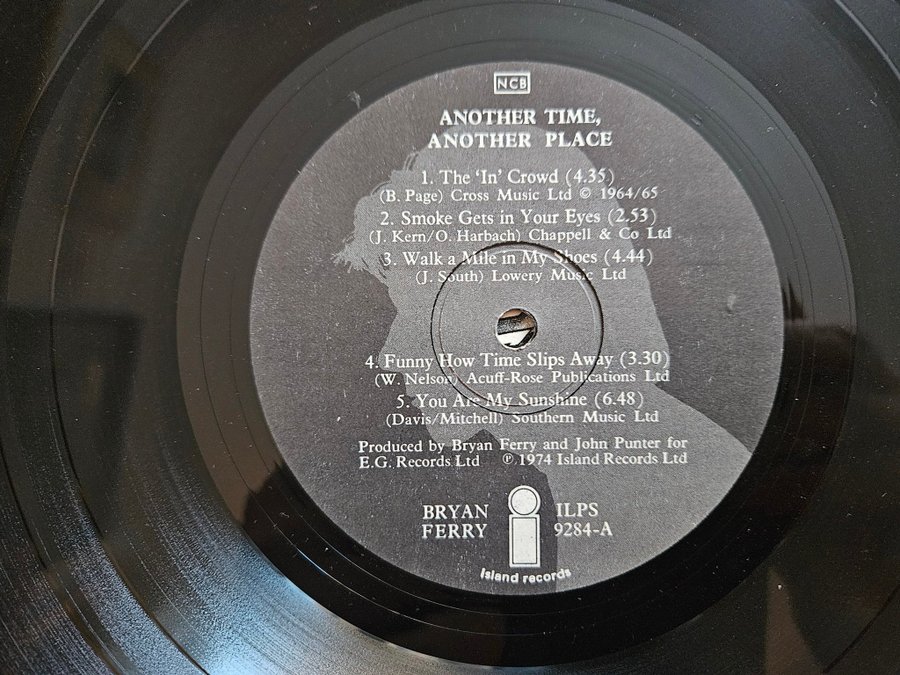 NCB
ANOTHER TIME,
ANOTHER PLACE
1. The ‘In’ Crowd (4.35)
(B. Page) Cross Music Ltd © 1964/65
2. Smoke Gets in Your Eyes (2.53)
(J. Kern/O. Harbach) Chappell & Co Ltd
3. Walk a Mile in My Shoes (4.44)
(J. South) Lowery Music Ltd
4. Funny How Time Slips Away (3.30)
(W. Nelson) Acuff-Rose Publications Ltd
5. You Are My Sunshine (6.48)
(Davis/Mitchell) Southern Music Ltd
Produced by Bryan Ferry and John Punter for
E.G. Records Ltd ℗ 1974 Island Records Ltd
BRYAN
FERRY
ILPS
9284-A
island records